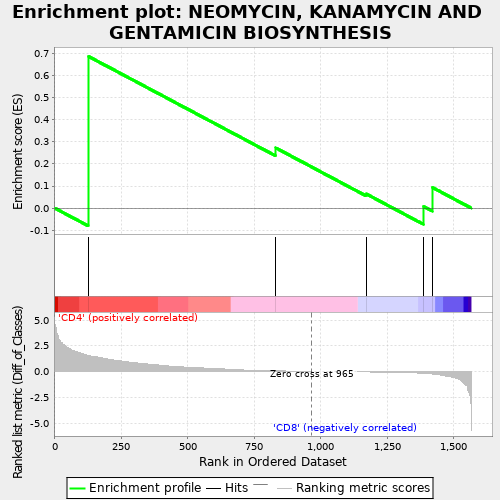 Enrichment plot: NEOMYCIN, KANAMYCIN AND
GENTAMICIN BIOSYNTHESIS
Enrichment score (ES)
0.7
0.6
0.5
0.4
0.3
0.2
0.1
0.0
-0.1
'CD4' (positively correlated)
Ranked list metric (Diff_of_Classes)
5.0
2.5
0.0
-2.5
-5.0
Zero cross at 965
'CD8' (negatively correlated)
0 250 500 750 1,000 1,250 1,500
Rank in Ordered Dataset
Enrichment profile Hits Ranking metric scores